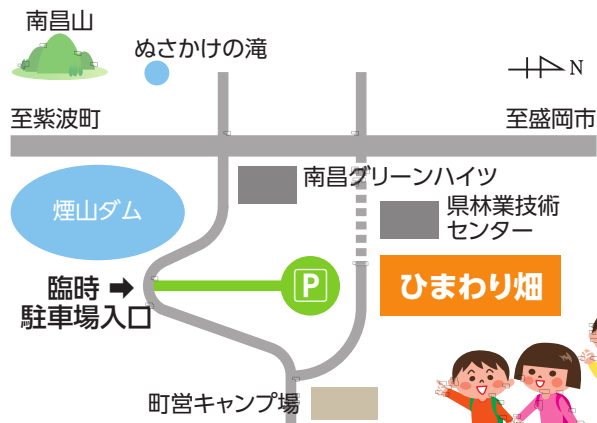 南昌山
ぬさかけの滝
N
至紫波町
至盛岡市
南昌グリーンハイツ
煙山ダム
県林業技術
センター
臨時 ➡
駐車場入口
P
ひまわり畑
町営キャンプ場